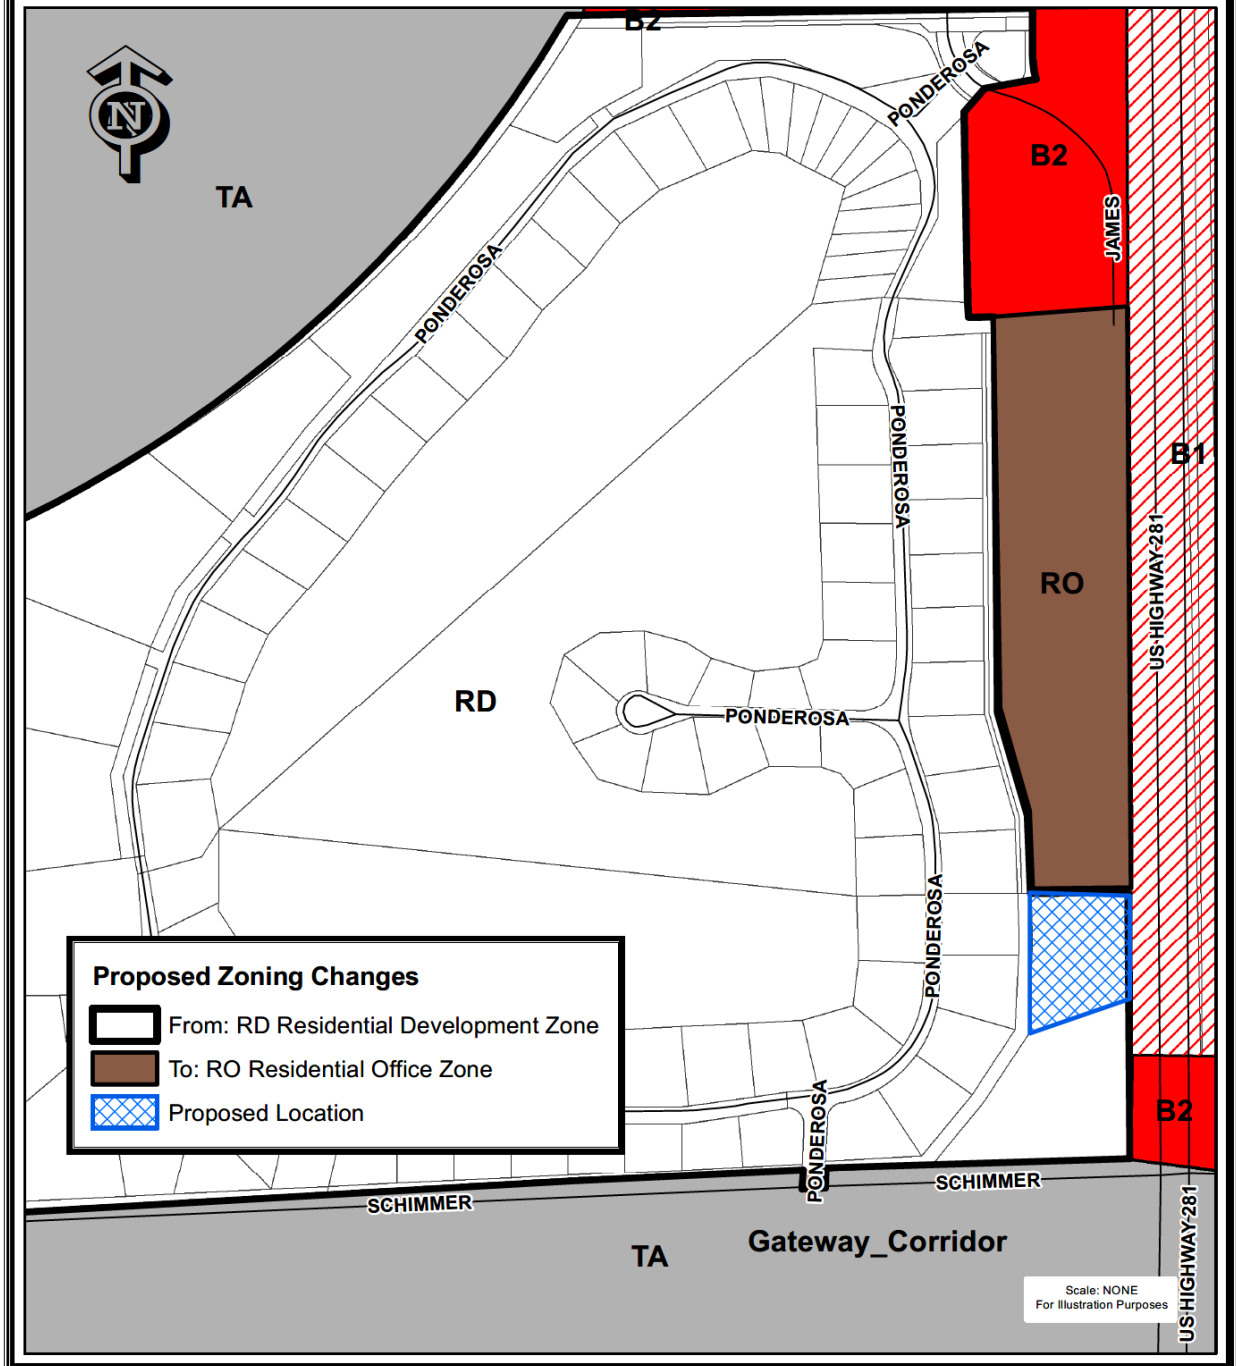 B2
PONDEROSA
N
TA
B2
JAMES
PONDEROSA
PONDEROSA
B1
US HIGHWAY 281
RO
RD
PONDEROSA
PONDEROSA
Proposed Zoning Changes
From: RD Residential Development Zone
To: RO Residential Office Zone
Proposed Location
PONDEROSA
B2
SCHIMMER
SCHIMMER
TA
Gateway_Corridor
US HIGHWAY 281
Scale: NONE
For Illustration Purposes